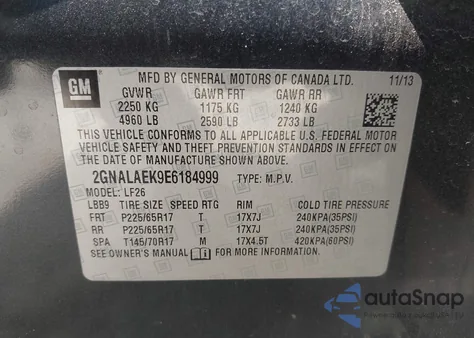 GM
MFD BY GENERAL MOTORS OF CANADA LTD. 11/13
GVWR GAWR FRT GAWR RR
2250 KG 1175 KG 1240 KG
4960 LB 2590 LB 2733 LB
THIS VEHICLE CONFORMS TO ALL APPLICABLE U.S. FEDERAL MOTOR
VEHICLE SAFETY, BUMPER, AND THEFT PREVENTION
STANDARDS IN EFFECT ON THE
DATE OF MANUFACTURE SHOWN ABOVE.
2GNALAEK9E6184999 TYPE: M.P.V.
MODEL: LF26
LBB9 TIRE SIZE SPEED RTG RIM COLD TIRE PRESSURE
FRT P225/65R17 T 17X7J 240KPA(35PSI)
RR P225/65R17 T 17X7J 240KPA(35PSI)
SPA T145/70R17 M 17X4.5T 420KPA(60PSI)
SEE OWNER'S MANUAL FOR MORE INFORMATION.
autoSnap